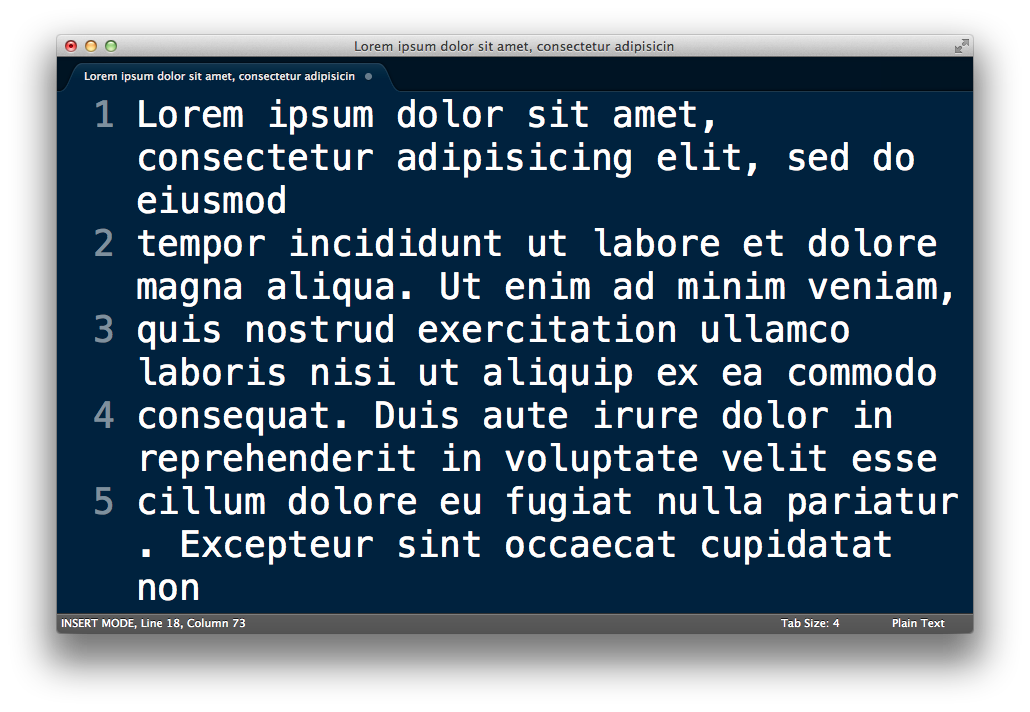 Lorem ipsum dolor sit amet, consectetur adipisicin
Lorem ipsum dolor sit amet, consectetur adipisicin
1 Lorem ipsum dolor sit amet,
consectetur adipisicing elit, sed do
eiusmod
2 tempor incididunt ut labore et dolore
magna aliqua. Ut enim ad minim veniam,
3 quis nostrud exercitation ullamco
laboris nisi ut aliquip ex ea commodo
4 consequat. Duis aute irure dolor in
reprehenderit in voluptate velit esse
5 cillum dolore eu fugiat nulla pariatur
. Excepteur sint occaecat cupidatat
non
INSERT MODE, Line 18, Column 73 Tab Size: 4 Plain Text